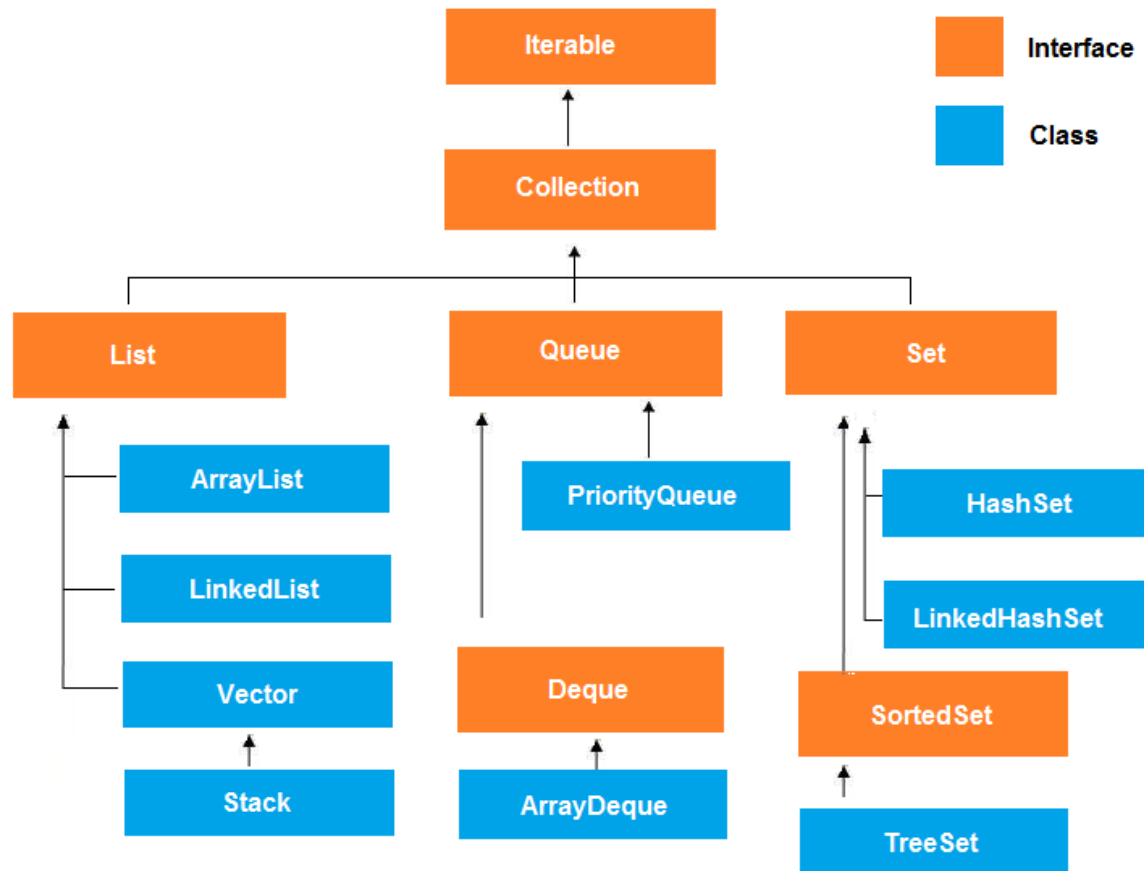 Iterable
Interface
Class
Collection
List
Queue
Set
ArrayList
PriorityQueue
HashSet
LinkedList
LinkedHashSet
Vector
Deque
SortedSet
Stack
ArrayDeque
TreeSet